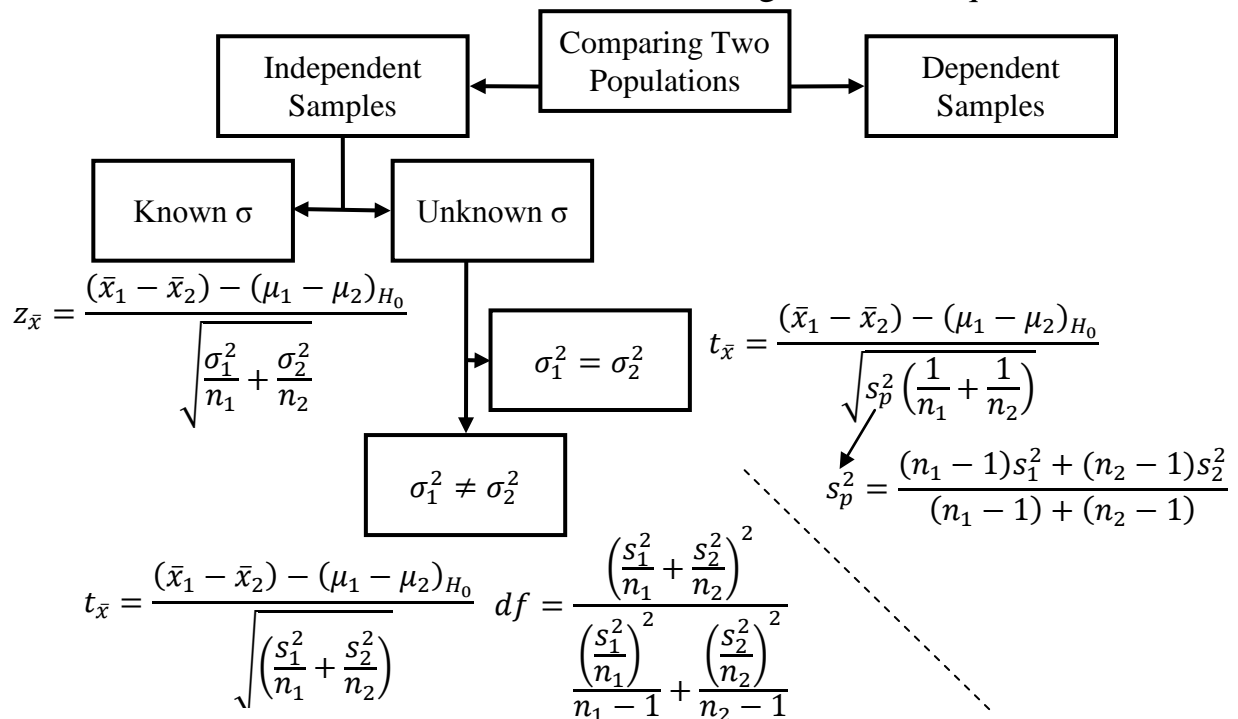 Comparing Two
Populations
Independent
Samples
Dependent
Samples
Known σ
Unknown σ
z_x̄ = ((x̄₁ − x̄₂) − (μ₁ − μ₂)_H₀) / √(σ₁²/n₁ + σ₂²/n₂)
σ₁² = σ₂²
t_x̄ = ((x̄₁ − x̄₂) − (μ₁ − μ₂)_H₀) / √(s_p² (1/n₁ + 1/n₂))
s_p² = ((n₁ − 1)s₁² + (n₂ − 1)s₂²) / ((n₁ − 1) + (n₂ − 1))
σ₁² ≠ σ₂²
t_x̄ = ((x̄₁ − x̄₂) − (μ₁ − μ₂)_H₀) / √((s₁²/n₁ + s₂²/n₂))
df = (s₁²/n₁ + s₂²/n₂)² / ((s₁²/n₁)²/(n₁ − 1) + (s₂²/n₂)²/(n₂ − 1))